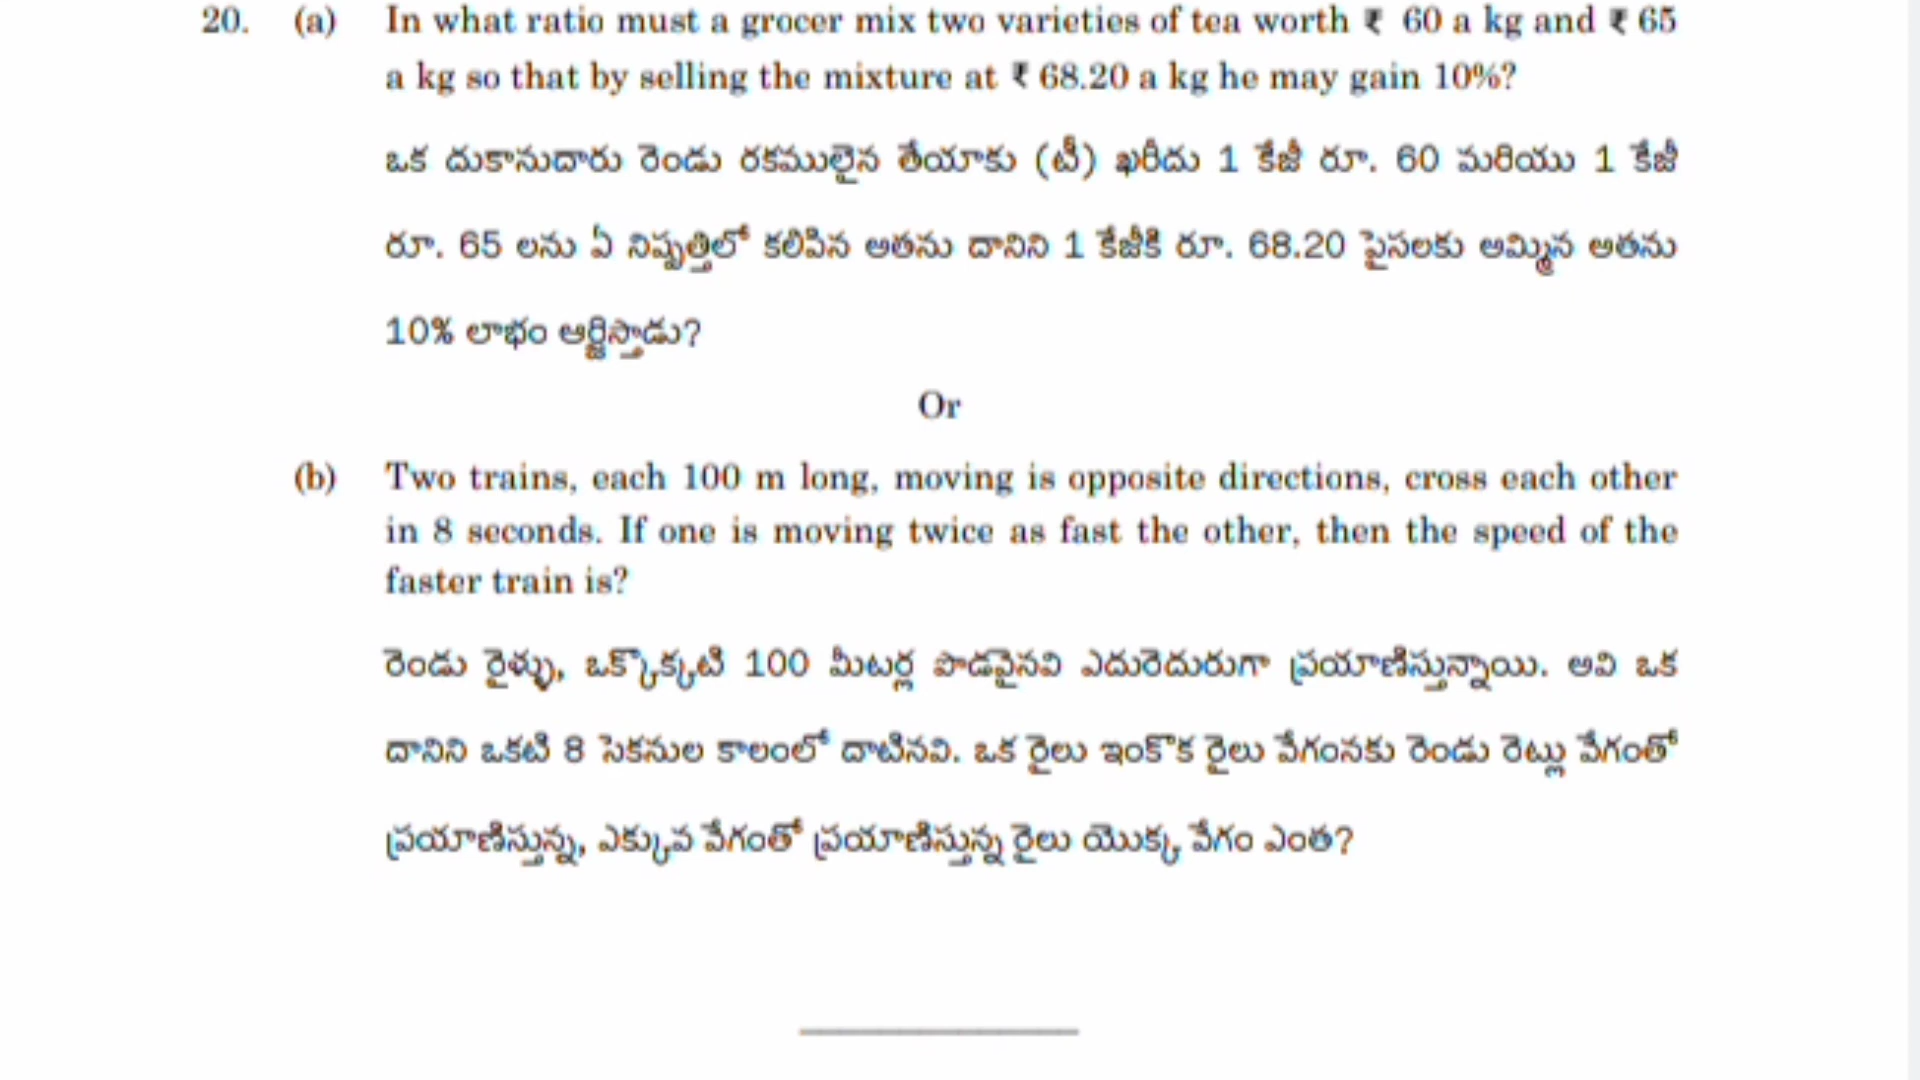 20. (a) In what ratio must a grocer mix two varieties of tea worth ₹ 60 a kg and ₹ 65
a kg so that by selling the mixture at ₹ 68.20 a kg he may gain 10%?
ఒక దుకానుదారు రెండు రకములైన తేయాకు (టీ) ఖరీదు 1 కేజీ రూ. 60 మరియు 1 కేజీ
రూ. 65 లను ఏ నిష్పత్తిలో కలిపిన అతను దానిని 1 కేజీకి రూ. 68.20 పైసలకు అమ్మిన అతను
10% లాభం ఆర్జిస్తాడు?
Or
(b) Two trains, each 100 m long, moving is opposite directions, cross each other
in 8 seconds. If one is moving twice as fast the other, then the speed of the
faster train is?
రెండు రైళ్ళు, ఒక్కొక్కటి 100 మీటర్ల పొడవైనవి ఎదురెదురుగా ప్రయాణిస్తున్నాయి. అవి ఒక
దానిని ఒకటి 8 సెకనుల కాలంలో దాటినవి. ఒక రైలు ఇంకొక రైలు వేగంనకు రెండు రెట్లు వేగంతో
ప్రయాణిస్తున్న, ఎక్కువ వేగంతో ప్రయాణిస్తున్న రైలు యొక్క వేగం ఎంత?